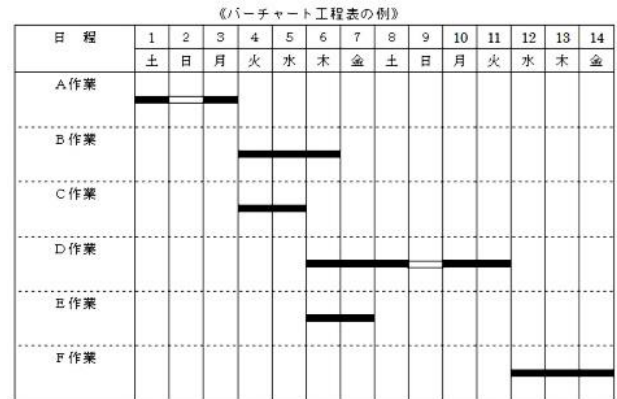 《バーチャート工程表の例》
日 程 1 2 3 4 5 6 7 8 9 10 11 12 13 14
土 日 月 火 水 木 金 土 日 月 火 水 木 金
A作業
B作業
C作業
D作業
E作業
F作業